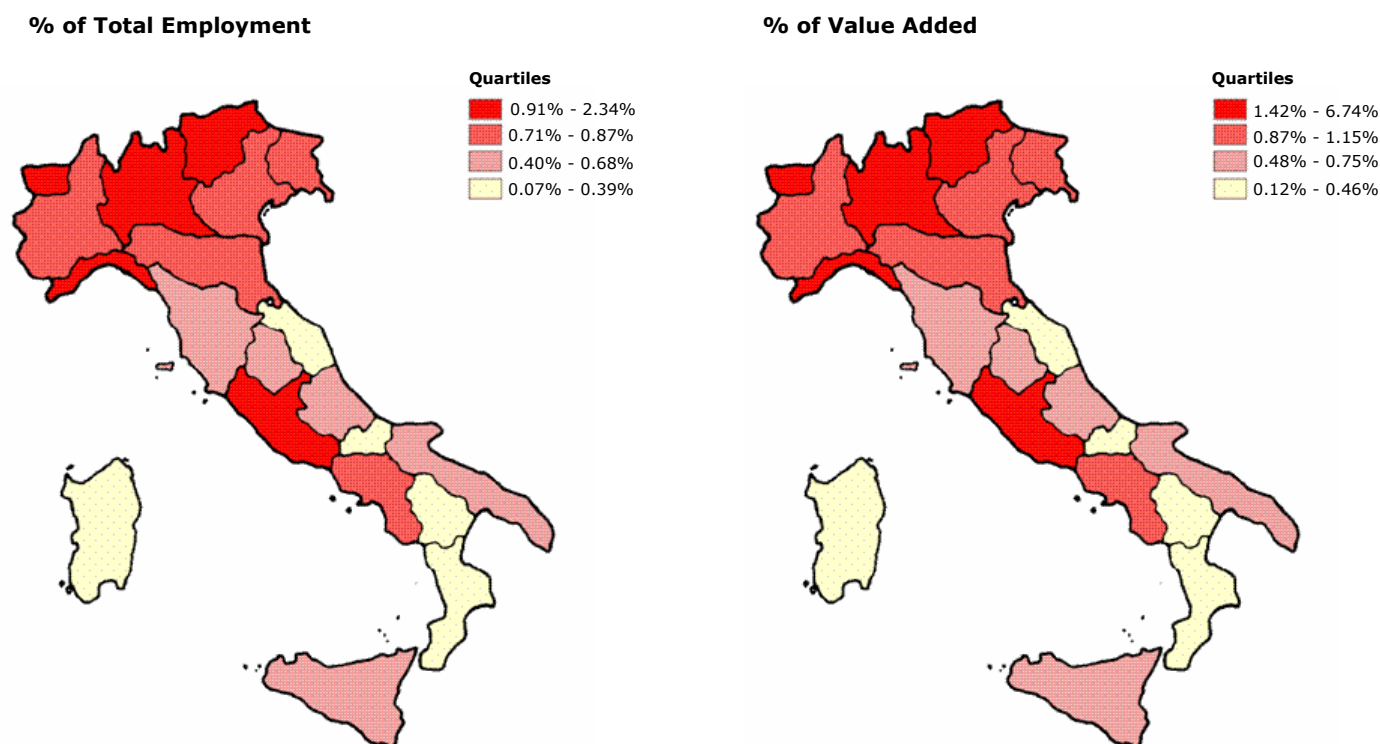 % of Total Employment
Quartiles
0.91% - 2.34%
0.71% - 0.87%
0.40% - 0.68%
0.07% - 0.39%
% of Value Added
Quartiles
1.42% - 6.74%
0.87% - 1.15%
0.48% - 0.75%
0.12% - 0.46%